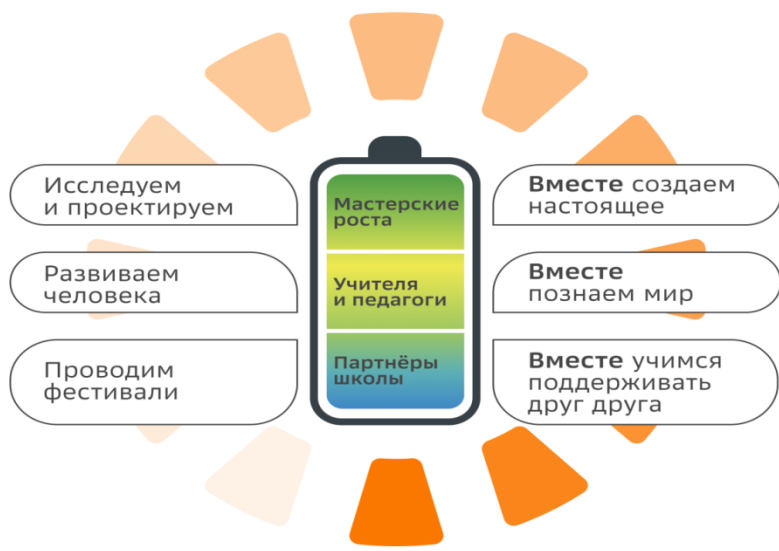 Исследуем
и проектируем
Развиваем
человека
Проводим
фестивали
Мастерские
роста
Учителя
и педагоги
Партнёры
школы
Вместе создаем
настоящее
Вместе
познаем мир
Вместе учимся
поддерживать
друг друга